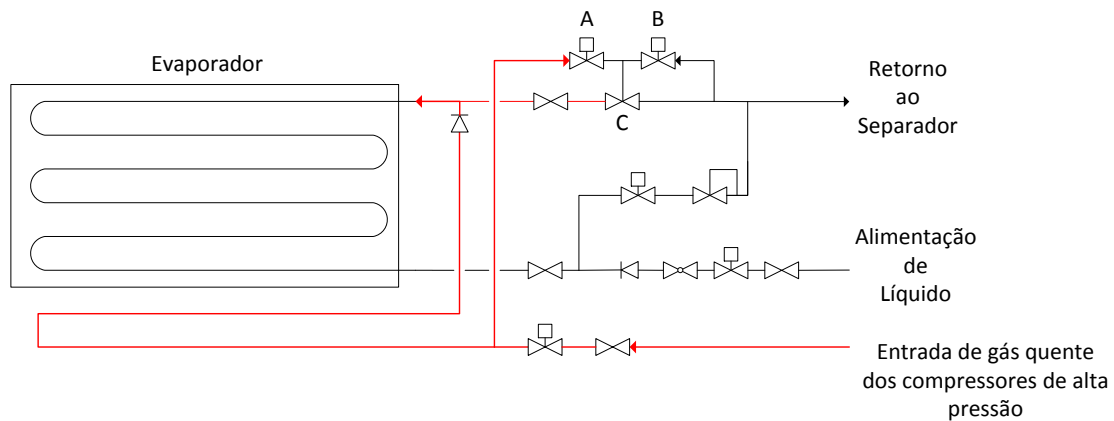 A
B
Evaporador
Retorno
ao
Separador
C
Alimentação
de
Líquido
Entrada de gás quente
dos compressores de alta
pressão